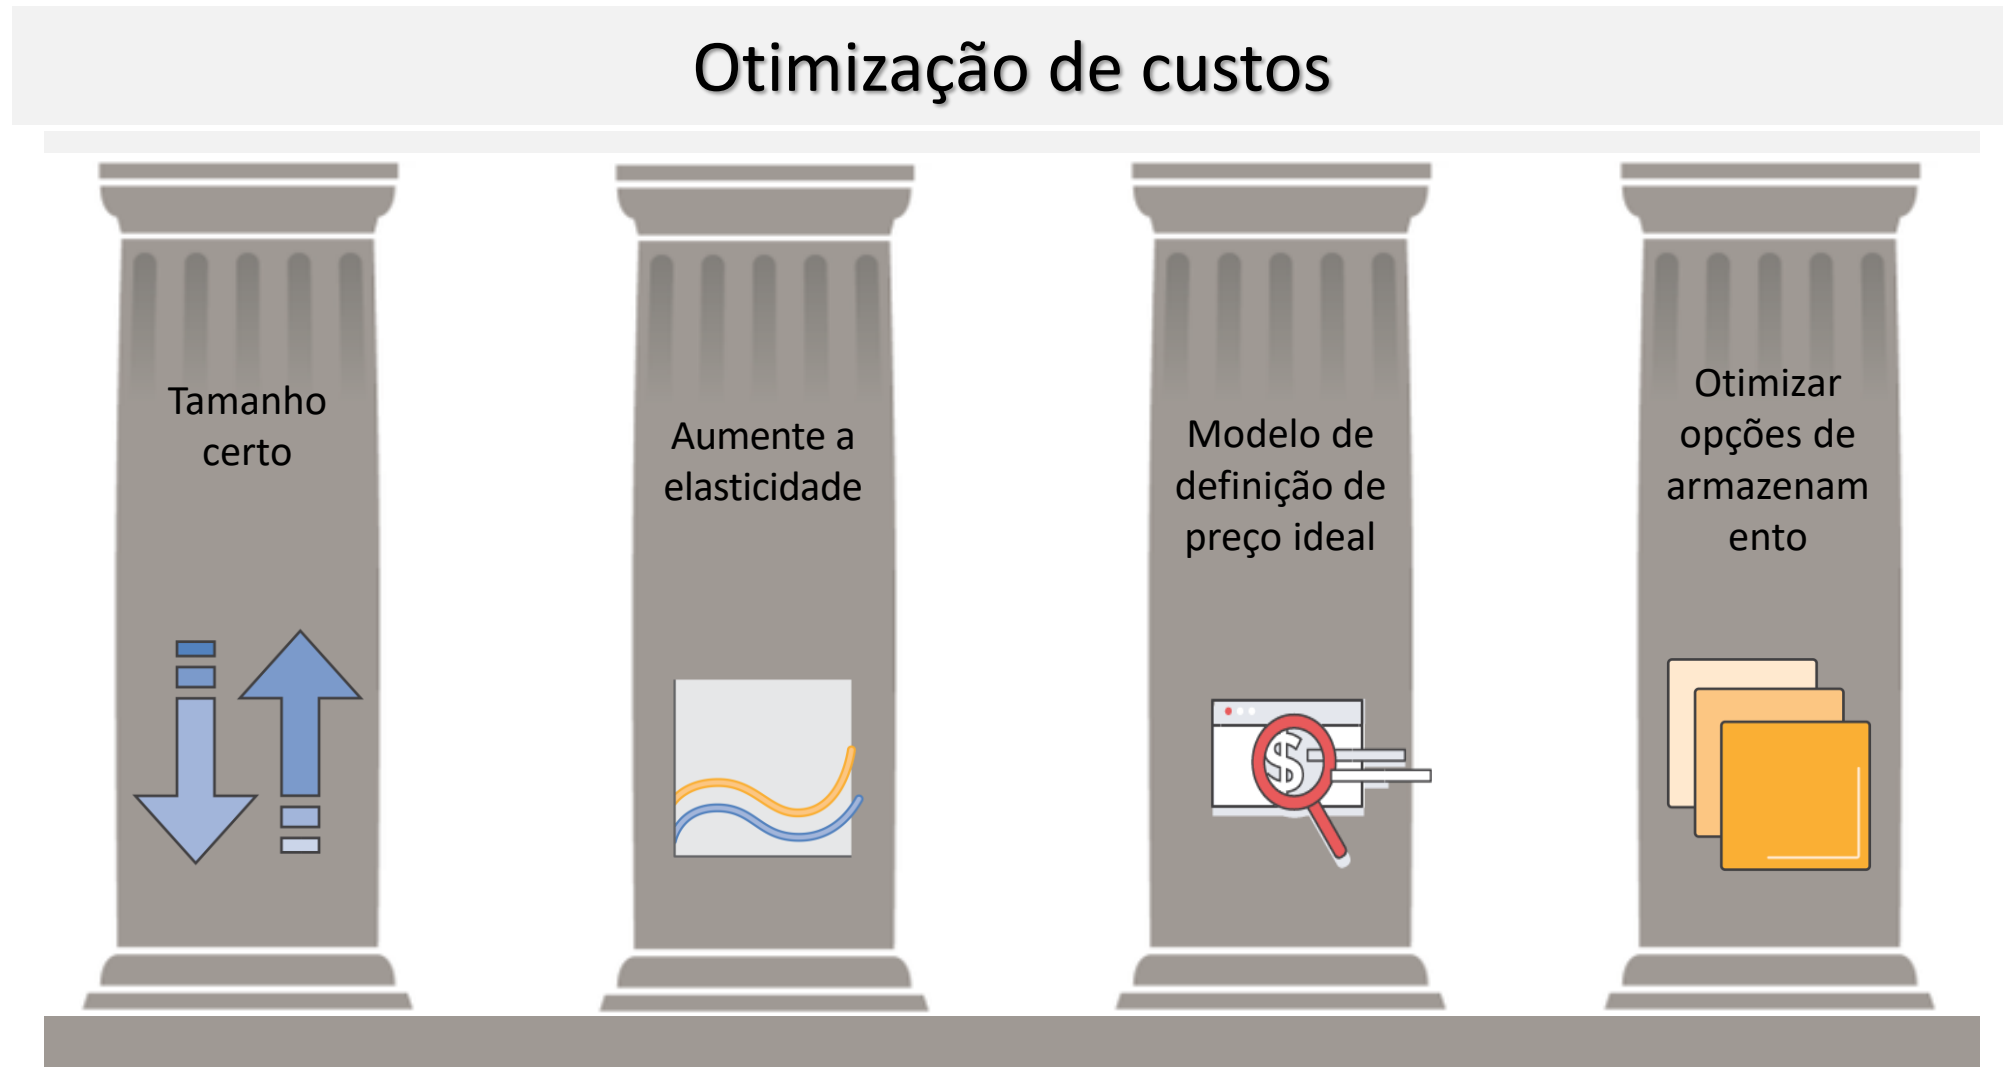 Otimização de custos
Tamanho
certo
Aumente a
elasticidade
Modelo de
definição de
preço ideal
Otimizar
opções de
armazenam
ento
$